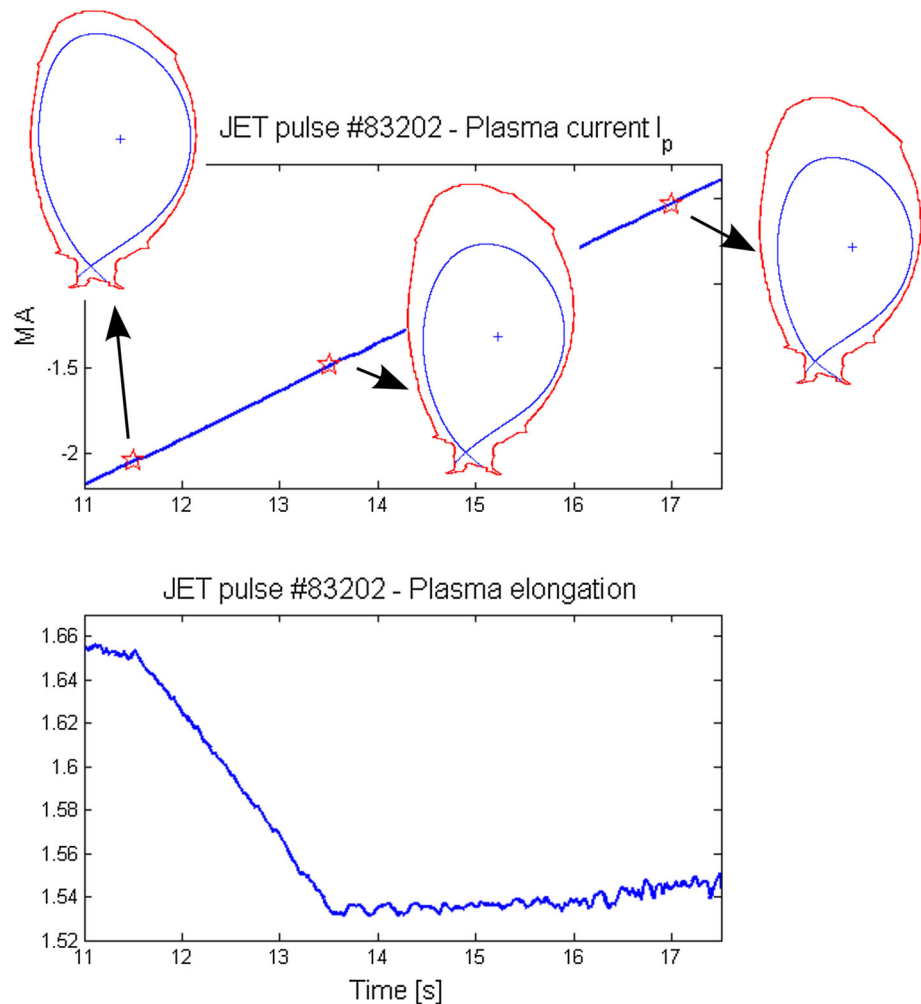 JET pulse #83202 - Plasma current Ip
MA
-1.5
-2
11 12 13 14 15 16 17
JET pulse #83202 - Plasma elongation
1.66
1.64
1.62
1.6
1.58
1.56
1.54
1.52
11 12 13 14 15 16 17
Time [s]